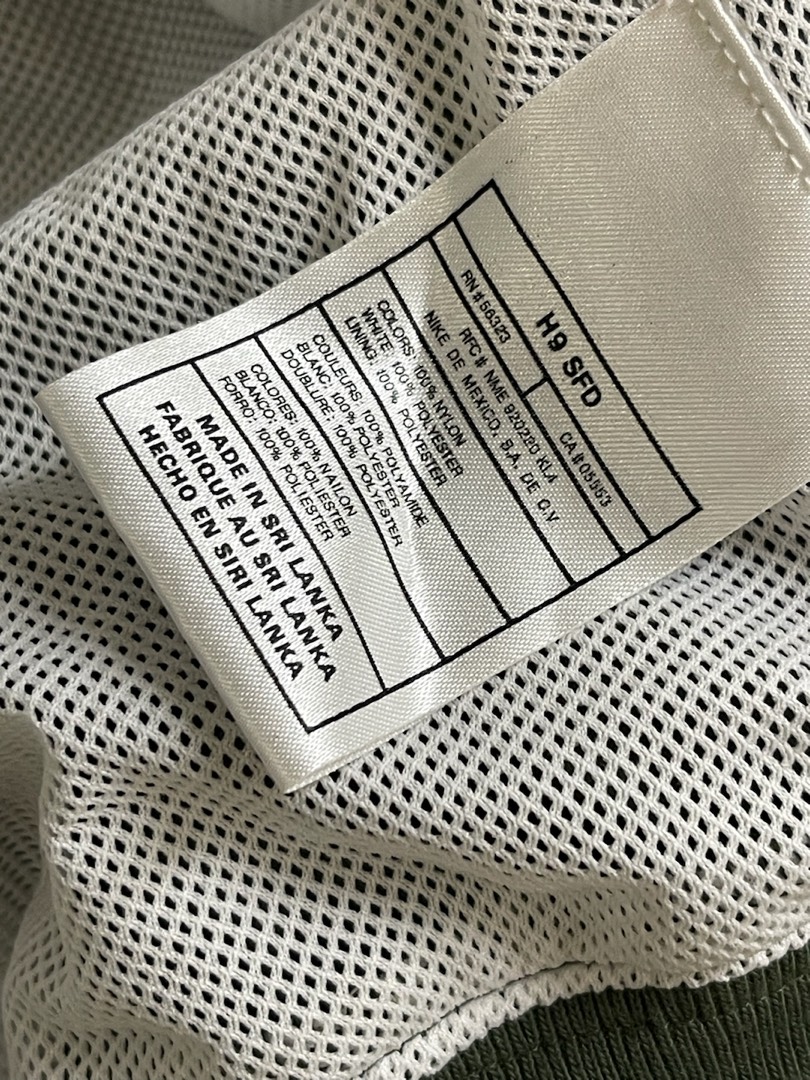 H9 SFD
RN# 56323 CA# 05553
RFC# NME 920220 KL4
NIKE DE MEXICO, S.A. DE C.V
COLORS: 100% NYLON
WHITE: 100% POLYESTER
LINING: 100% POLYESTER
COULEURS: 100% POLYAMIDE
BLANC: 100% POLYESTER
DOUBLURE: 100% POLYESTER
COLORES: 100% NAILON
BLANCO: 100% POLIESTER
FORRO: 100% POLIESTER
MADE IN SRI LANKA
FABRIQUE AU SRI LANKA
HECHO EN SIRI LANKA